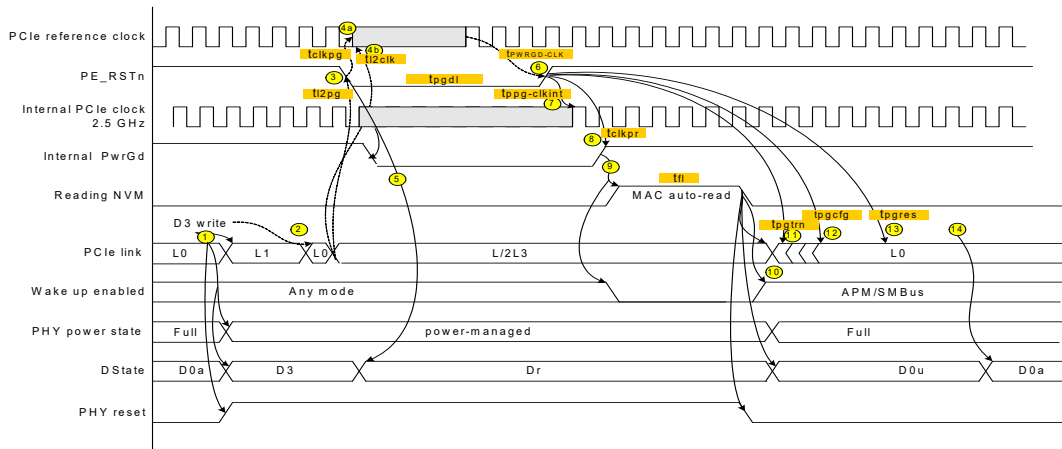 4a
PCIe reference clock
tclkpg
4b
tl2clk
tPWRGD-CLK
6
PE_RSTn
3
tpgdl
tl2pg
tppg-clkint
7
Internal PCIe clock
2.5 GHz
8
tclkpr
Internal PwrGd
9
5
tfl
Reading NVM
MAC auto-read
D3 write
2
tpgcfg
tpgres
tpgtrn
1
11
12
13
14
PCIe link
L0
L1
L0
L/2L3
L0
10
Wake up enabled
Any mode
APM/SMBus
PHY power state
Full
power-managed
Full
DState
D0a
D3
Dr
D0u
D0a
PHY reset